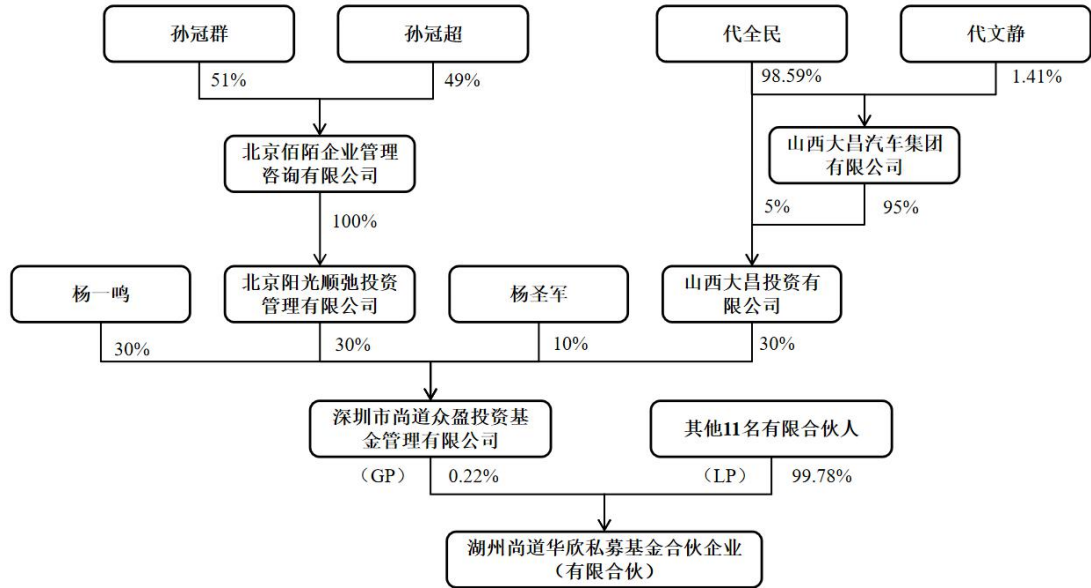 孙冠群
孙冠超
代全民
代文静
51%
49%
98.59%
1.41%
北京佰陌企业管理
咨询有限公司
山西大昌汽车集团
有限公司
100%
5%
95%
杨一鸣
北京阳光顺弛投资
管理有限公司
杨圣军
山西大昌投资有
限公司
30%
30%
10%
30%
深圳市尚道众盈投资基
金管理有限公司
其他11名有限合伙人
（GP）
0.22%
（LP）
99.78%
湖州尚道华欣私募基金合伙企业
（有限合伙）